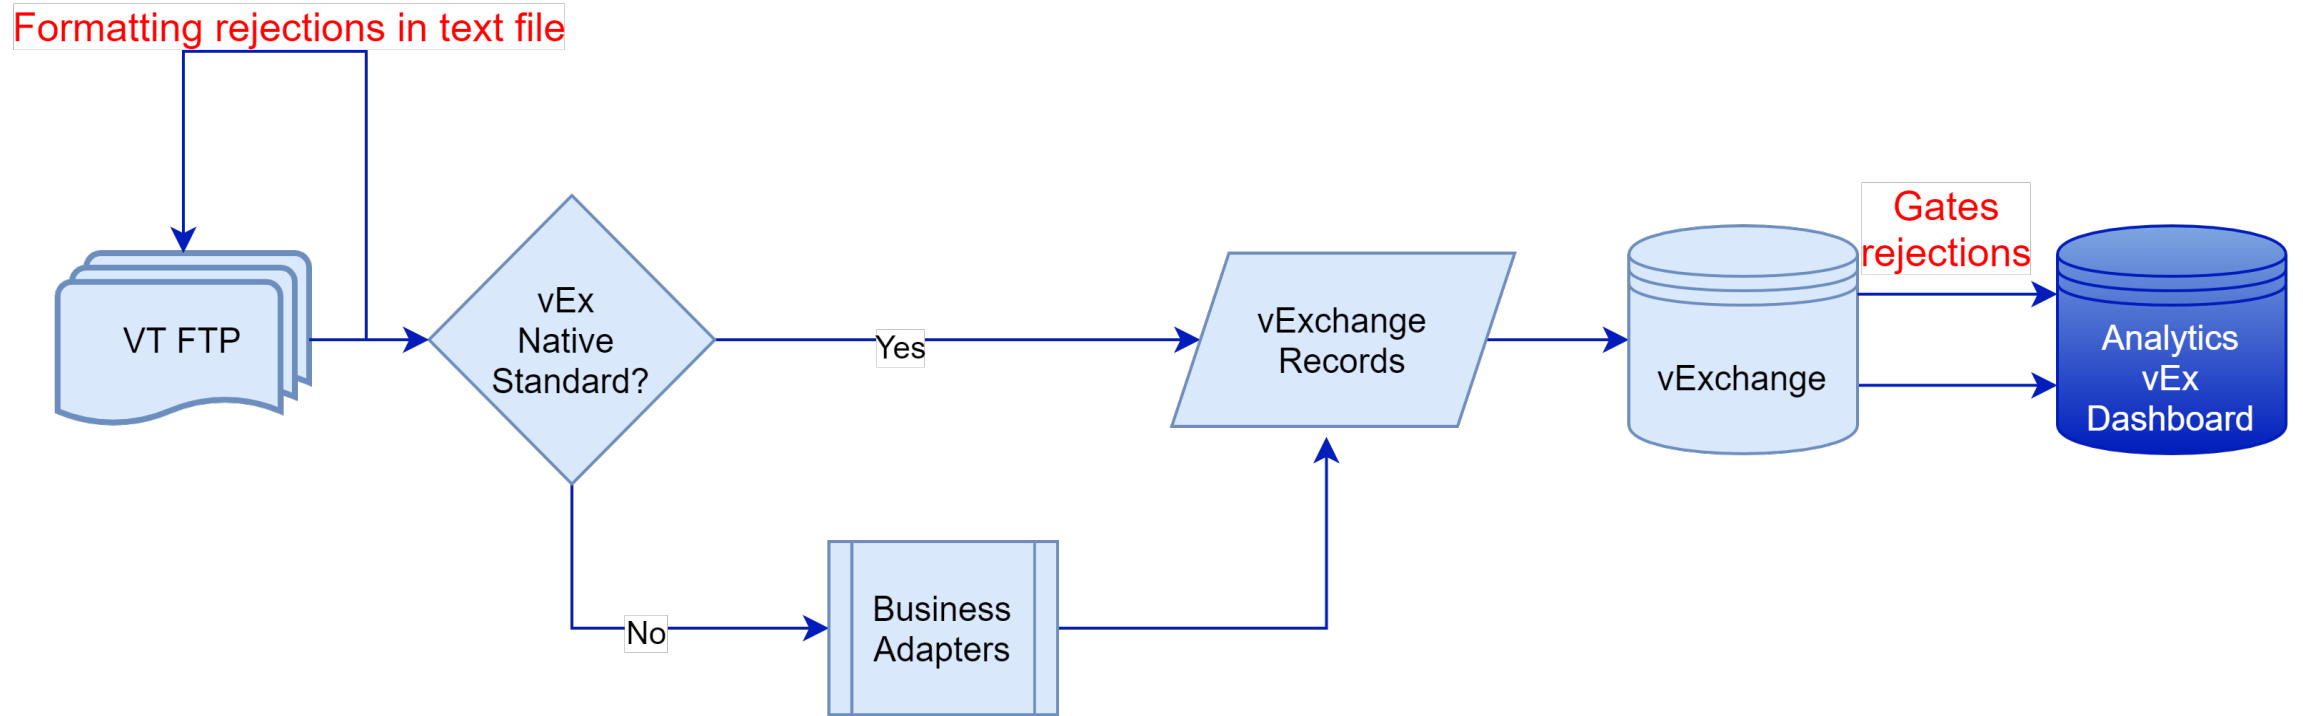 Formatting rejections in text file
VT FTP
vEx
Native
Standard?
Yes
No
Business
Adapters
vExchange
Records
vExchange
Gates
rejections
Analytics
vEx
Dashboard